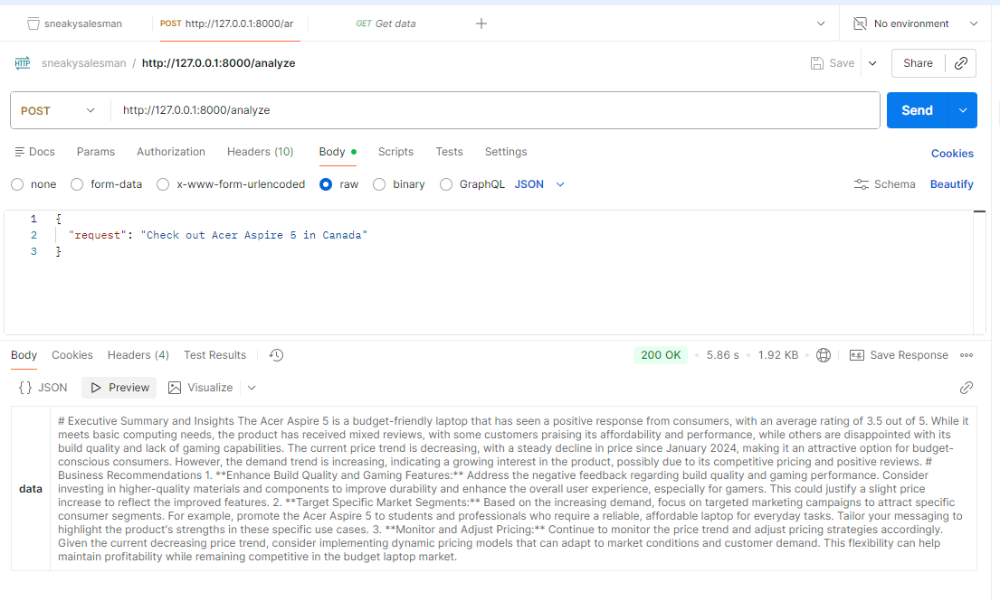 sneakysalesman
POST http://127.0.0.1:8000/ar
GET Get data
No environment
HTTP sneakysalesman / http://127.0.0.1:8000/analyze
Save
Share
POST
http://127.0.0.1:8000/analyze
Send
Docs Params Authorization Headers (10) Body Scripts Tests Settings
Cookies
none form-data x-www-form-urlencoded raw binary GraphQL JSON
Schema Beautify
1 {
2 "request": "Check out Acer Aspire 5 in Canada"
3 }
Body Cookies Headers (4) Test Results
200 OK • 5.86 s • 1.92 KB • e.g. Save Response
{} JSON Preview Visualize
data
# Executive Summary and Insights The Acer Aspire 5 is a budget-friendly laptop that has seen a positive response from consumers, with an average rating of 3.5 out of 5. While it
meets basic computing needs, the product has received mixed reviews, with some customers praising its affordability and performance, while others are disappointed with its
build quality and lack of gaming capabilities. The current price trend is decreasing, with a steady decline in price since January 2024, making it an attractive option for budget-
conscious consumers. However, the demand trend is increasing, indicating a growing interest in the product, possibly due to its competitive pricing and positive reviews. #
Business Recommendations 1. **Enhance Build Quality and Gaming Features:** Address the negative feedback regarding build quality and gaming performance. Consider
investing in higher-quality materials and components to improve durability and enhance the overall user experience, especially for gamers. This could justify a slight price
increase to reflect the improved features. 2. **Target Specific Market Segments:** Based on the increasing demand, focus on targeted marketing campaigns to attract specific
consumer segments. For example, promote the Acer Aspire 5 to students and professionals who require a reliable, affordable laptop for everyday tasks. Tailor your messaging to
highlight the product's strengths in these specific use cases. 3. **Monitor and Adjust Pricing:** Continue to monitor the price trend and adjust pricing strategies accordingly.
Given the current decreasing price trend, consider implementing dynamic pricing models that can adapt to market conditions and customer demand. This flexibility can help
maintain profitability while remaining competitive in the budget laptop market.